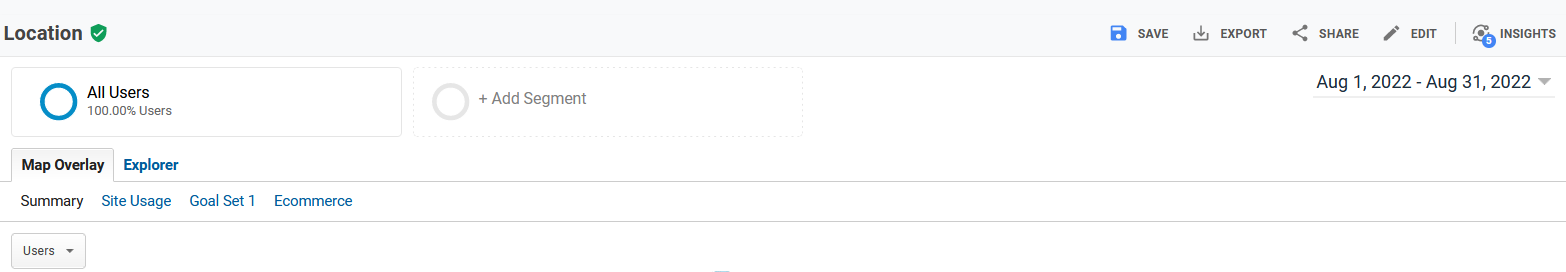 Location
SAVE
EXPORT
SHARE
EDIT
5
INSIGHTS
All Users
100.00% Users
+ Add Segment
Aug 1, 2022 - Aug 31, 2022
Map Overlay
Explorer
Summary
Site Usage
Goal Set 1
Ecommerce
Users